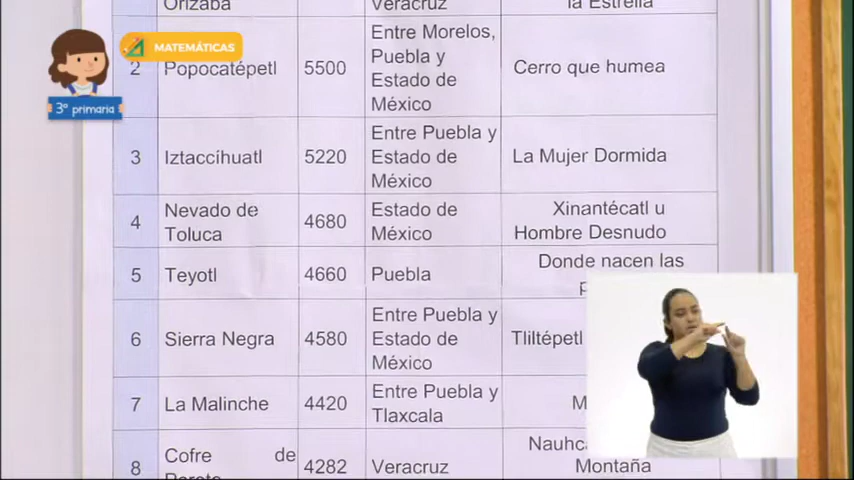 Orizaba
Veracruz
la Estrella
MATEMÁTICAS
3° primaria
2
Popocatépetl
5500
Entre Morelos,
Puebla y
Estado de
México
Cerro que humea
3
Iztaccíhuatl
5220
Entre Puebla y
Estado de
México
La Mujer Dormida
4
Nevado de
Toluca
4680
Estado de
México
Xinantécatl u
Hombre Desnudo
5
Teyotl
4660
Puebla
Donde nacen las
6
Sierra Negra
4580
Entre Puebla y
Estado de
México
Tliltépetl
7
La Malinche
4420
Entre Puebla y
Tlaxcala
8
Cofre de
4282
Veracruz
Montaña